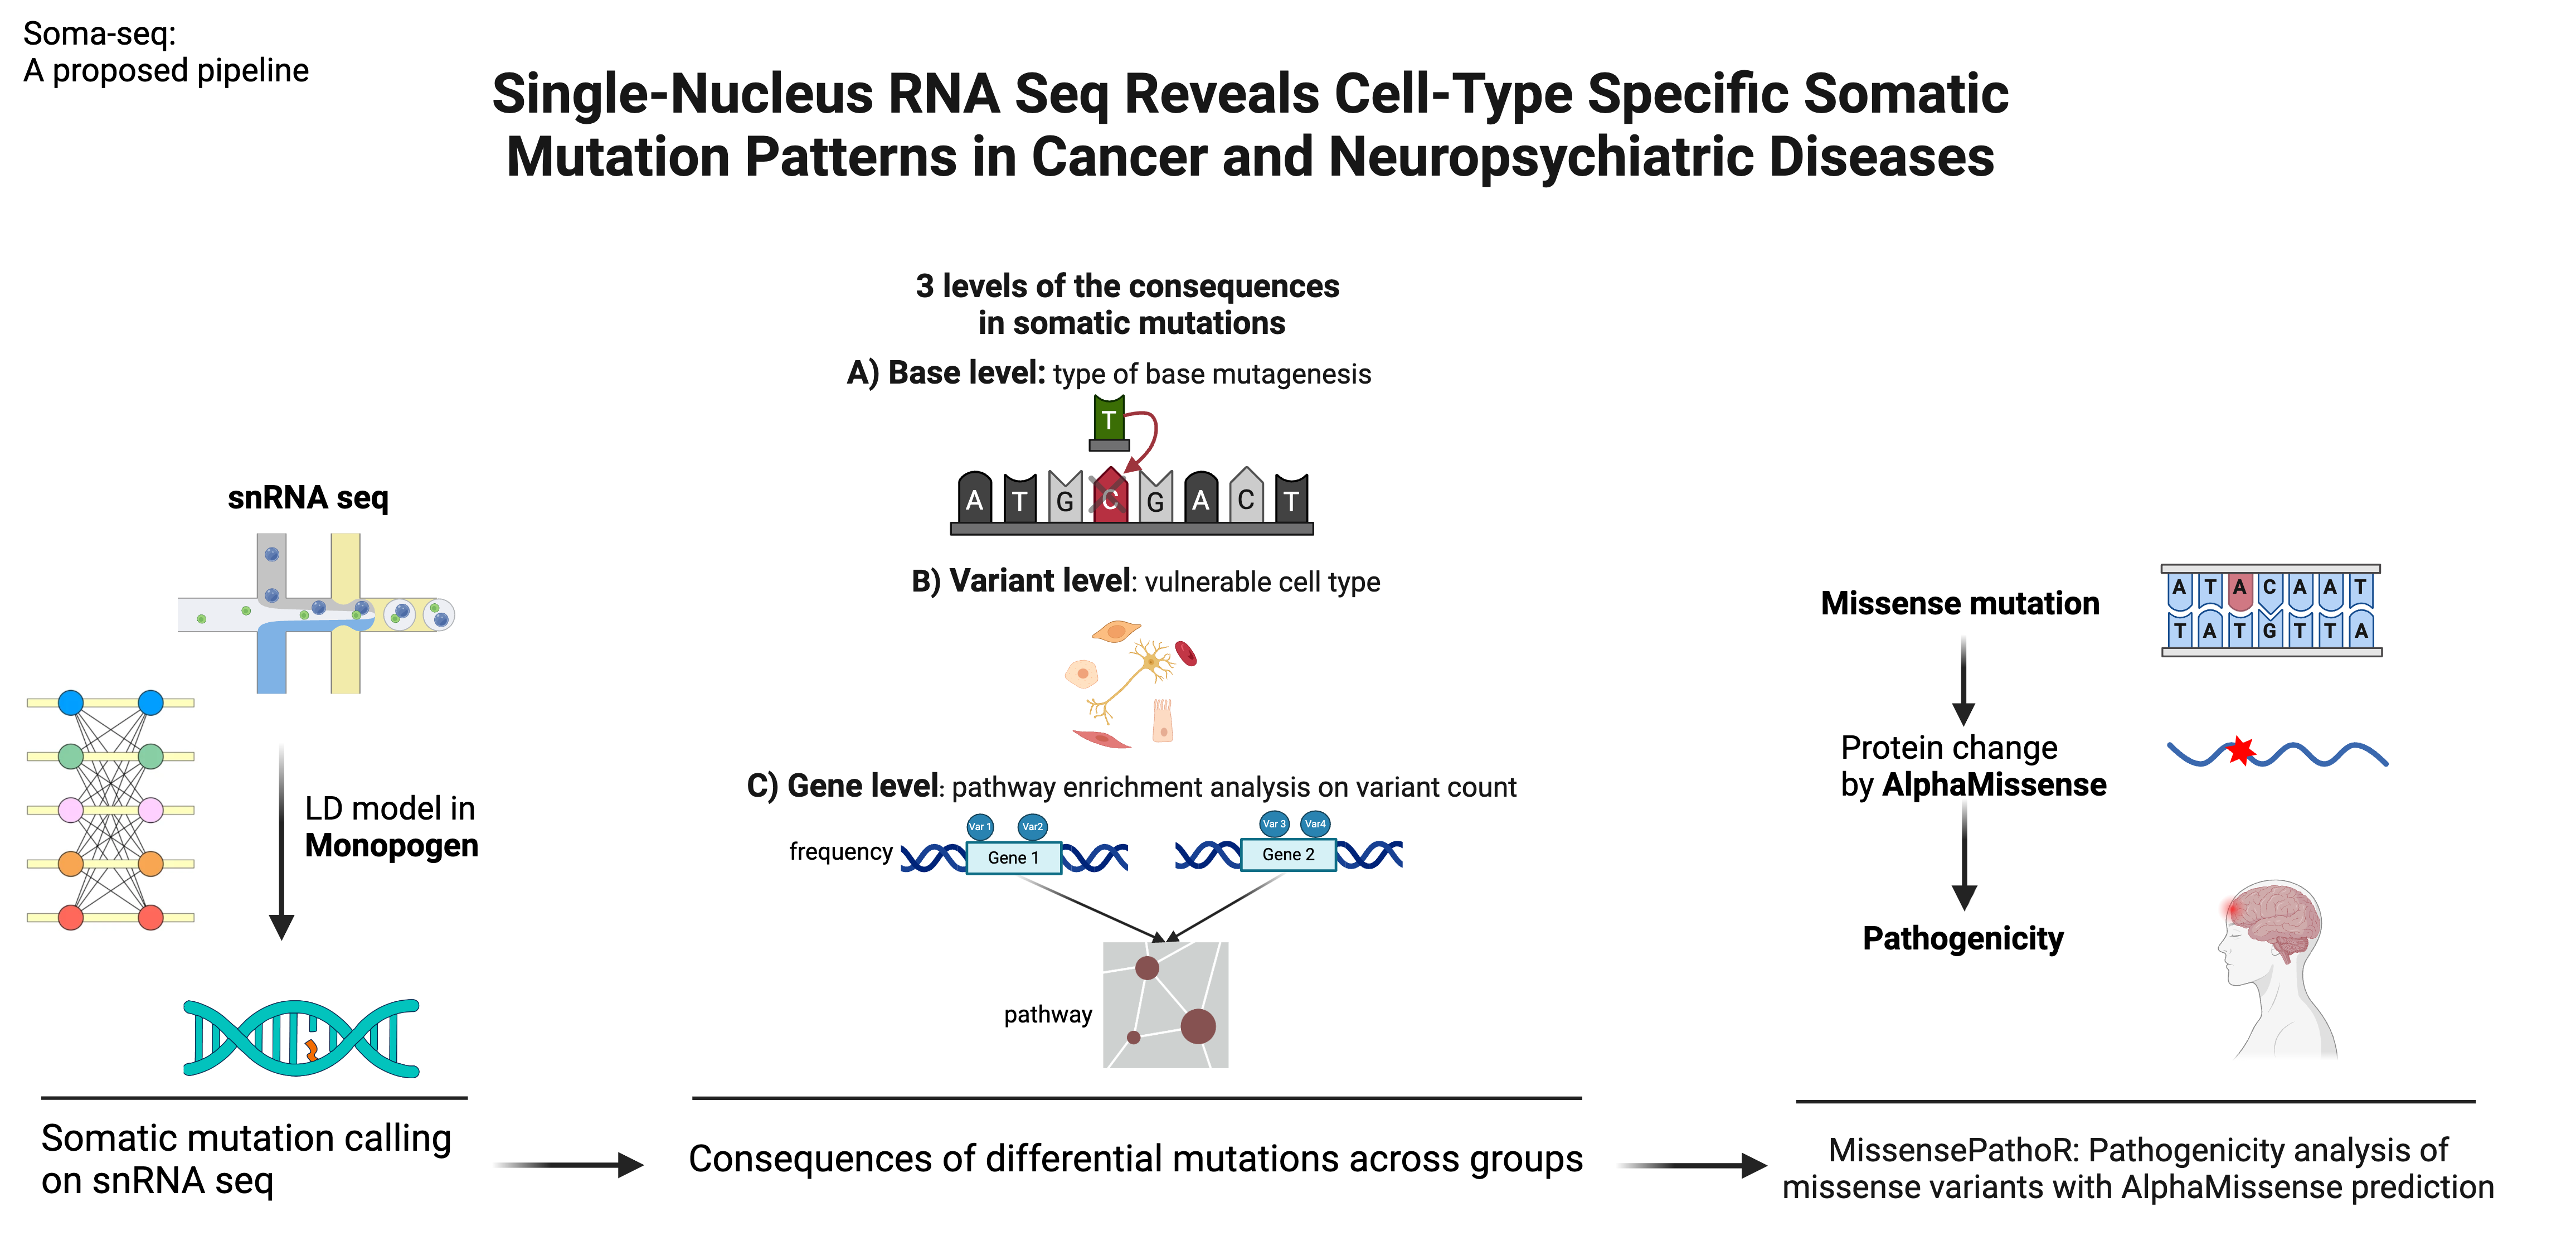 Soma-seq:
A proposed pipeline
Single-Nucleus RNA Seq Reveals Cell-Type Specific Somatic
Mutation Patterns in Cancer and Neuropsychiatric Diseases
snRNA seq
LD model in
Monopogen
Somatic mutation calling
on snRNA seq
3 levels of the consequences
in somatic mutations
A) Base level: type of base mutagenesis
T
A T G C G A C T
B) Variant level: vulnerable cell type
C) Gene level: pathway enrichment analysis on variant count
Var 1 Var2 Var 3 Var4
frequency Gene 1 Gene 2
pathway
Consequences of differential mutations across groups
Missense mutation
A T A C A A T
T A T G T T A
Protein change
by AlphaMissense
Pathogenicity
MissensePathoR: Pathogenicity analysis of
missense variants with AlphaMissense prediction